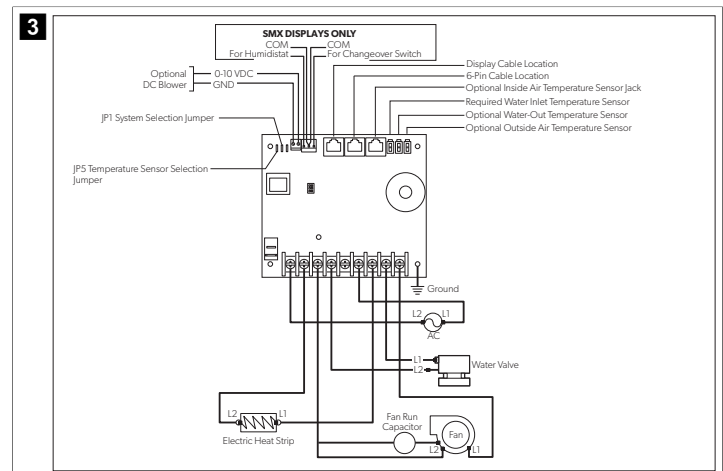 3
SMX DISPLAYS ONLY
COM
COM
For Humidistat
For Changeover Switch
Optional
DC Blower
0-10 VDC
GND
JP1 System Selection Jumper
JP5 Temperature Sensor Selection
Jumper
Display Cable Location
6-Pin Cable Location
Optional Inside Air Temperature Sensor Jack
Required Water Inlet Temperature Sensor
Optional Water-Out Temperature Sensor
Optional Outside Air Temperature Sensor
Ground
L2
L1
AC
L1
L2
Water Valve
L2
L1
Electric Heat Strip
Fan Run
Capacitor
Fan
L2
L1